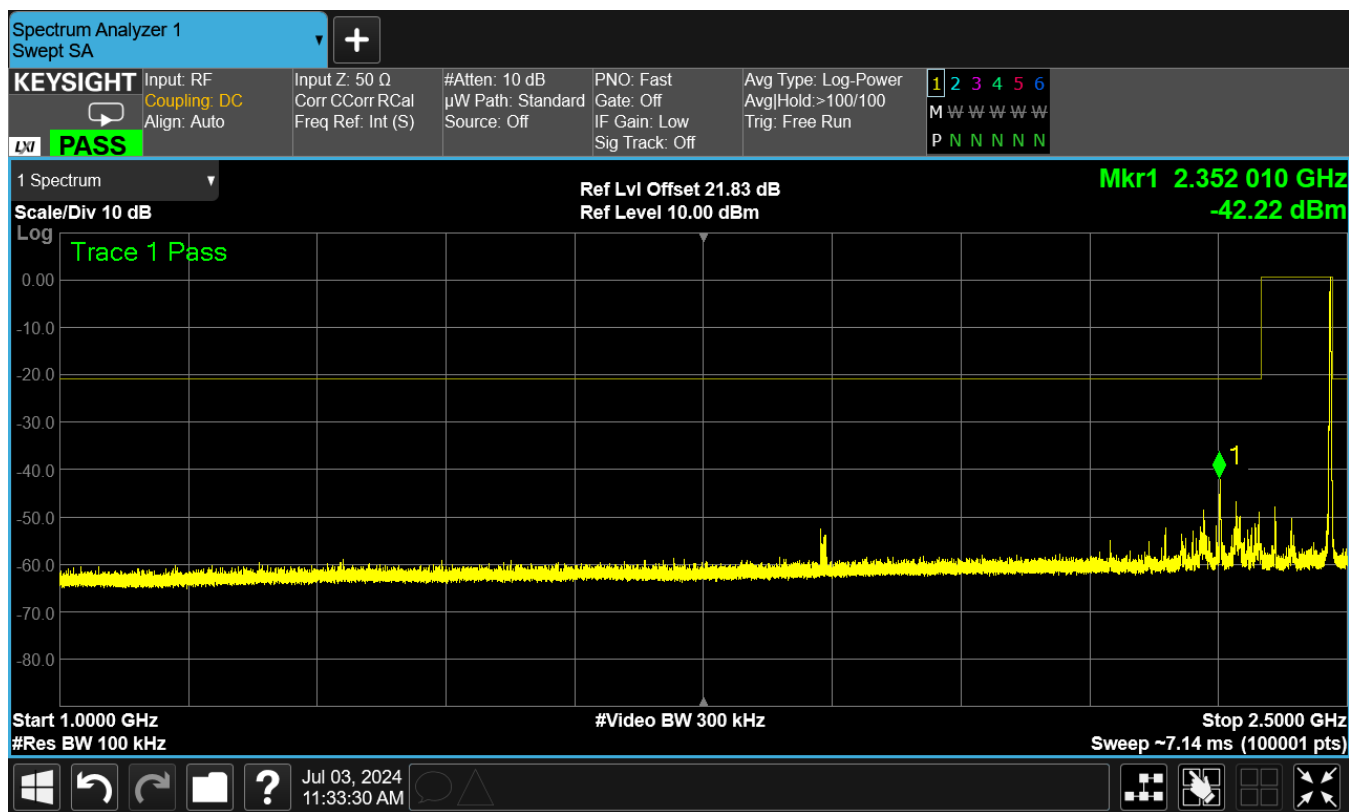 Spectrum Analyzer 1
Swept SA
KEYSIGHT
LXI PASS
Input: RF
Coupling: DC
Align: Auto
Input Z: 50 Ω
Corr CCorr RCal
Freq Ref: Int (S)
#Atten: 10 dB
µW Path: Standard
Source: Off
PNO: Fast
Gate: Off
IF Gain: Low
Sig Track: Off
Avg Type: Log-Power
Avg|Hold:>100/100
Trig: Free Run
1 2 3 4 5 6
M W W W W W
P N N N N N
1 Spectrum
Scale/Div 10 dB
Ref Lvl Offset 21.83 dB
Ref Level 10.00 dBm
Mkr1 2.352 010 GHz
-42.22 dBm
Log
Trace 1 Pass
0.00
-10.0
-20.0
-30.0
-40.0
-50.0
-60.0
-70.0
-80.0
1
Start 1.0000 GHz
#Res BW 100 kHz
#Video BW 300 kHz
Stop 2.5000 GHz
Sweep ~7.14 ms (100001 pts)
?
Jul 03, 2024
11:33:30 AM